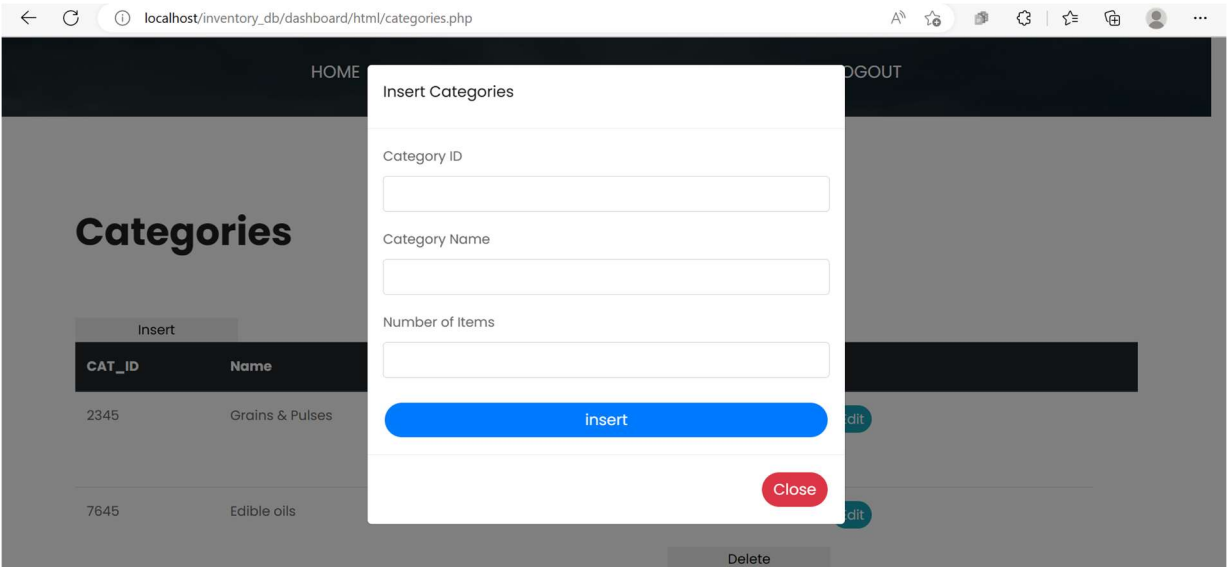 localhost/inventory_db/dashboard/html/categories.php
HOME
OGOUT
Insert Categories
Category ID
Categories
Category Name
Number of Items
Insert
CAT_ID Name
2345 Grains & Pulses
insert
dit
Close
7645 Edible oils
dit
Delete